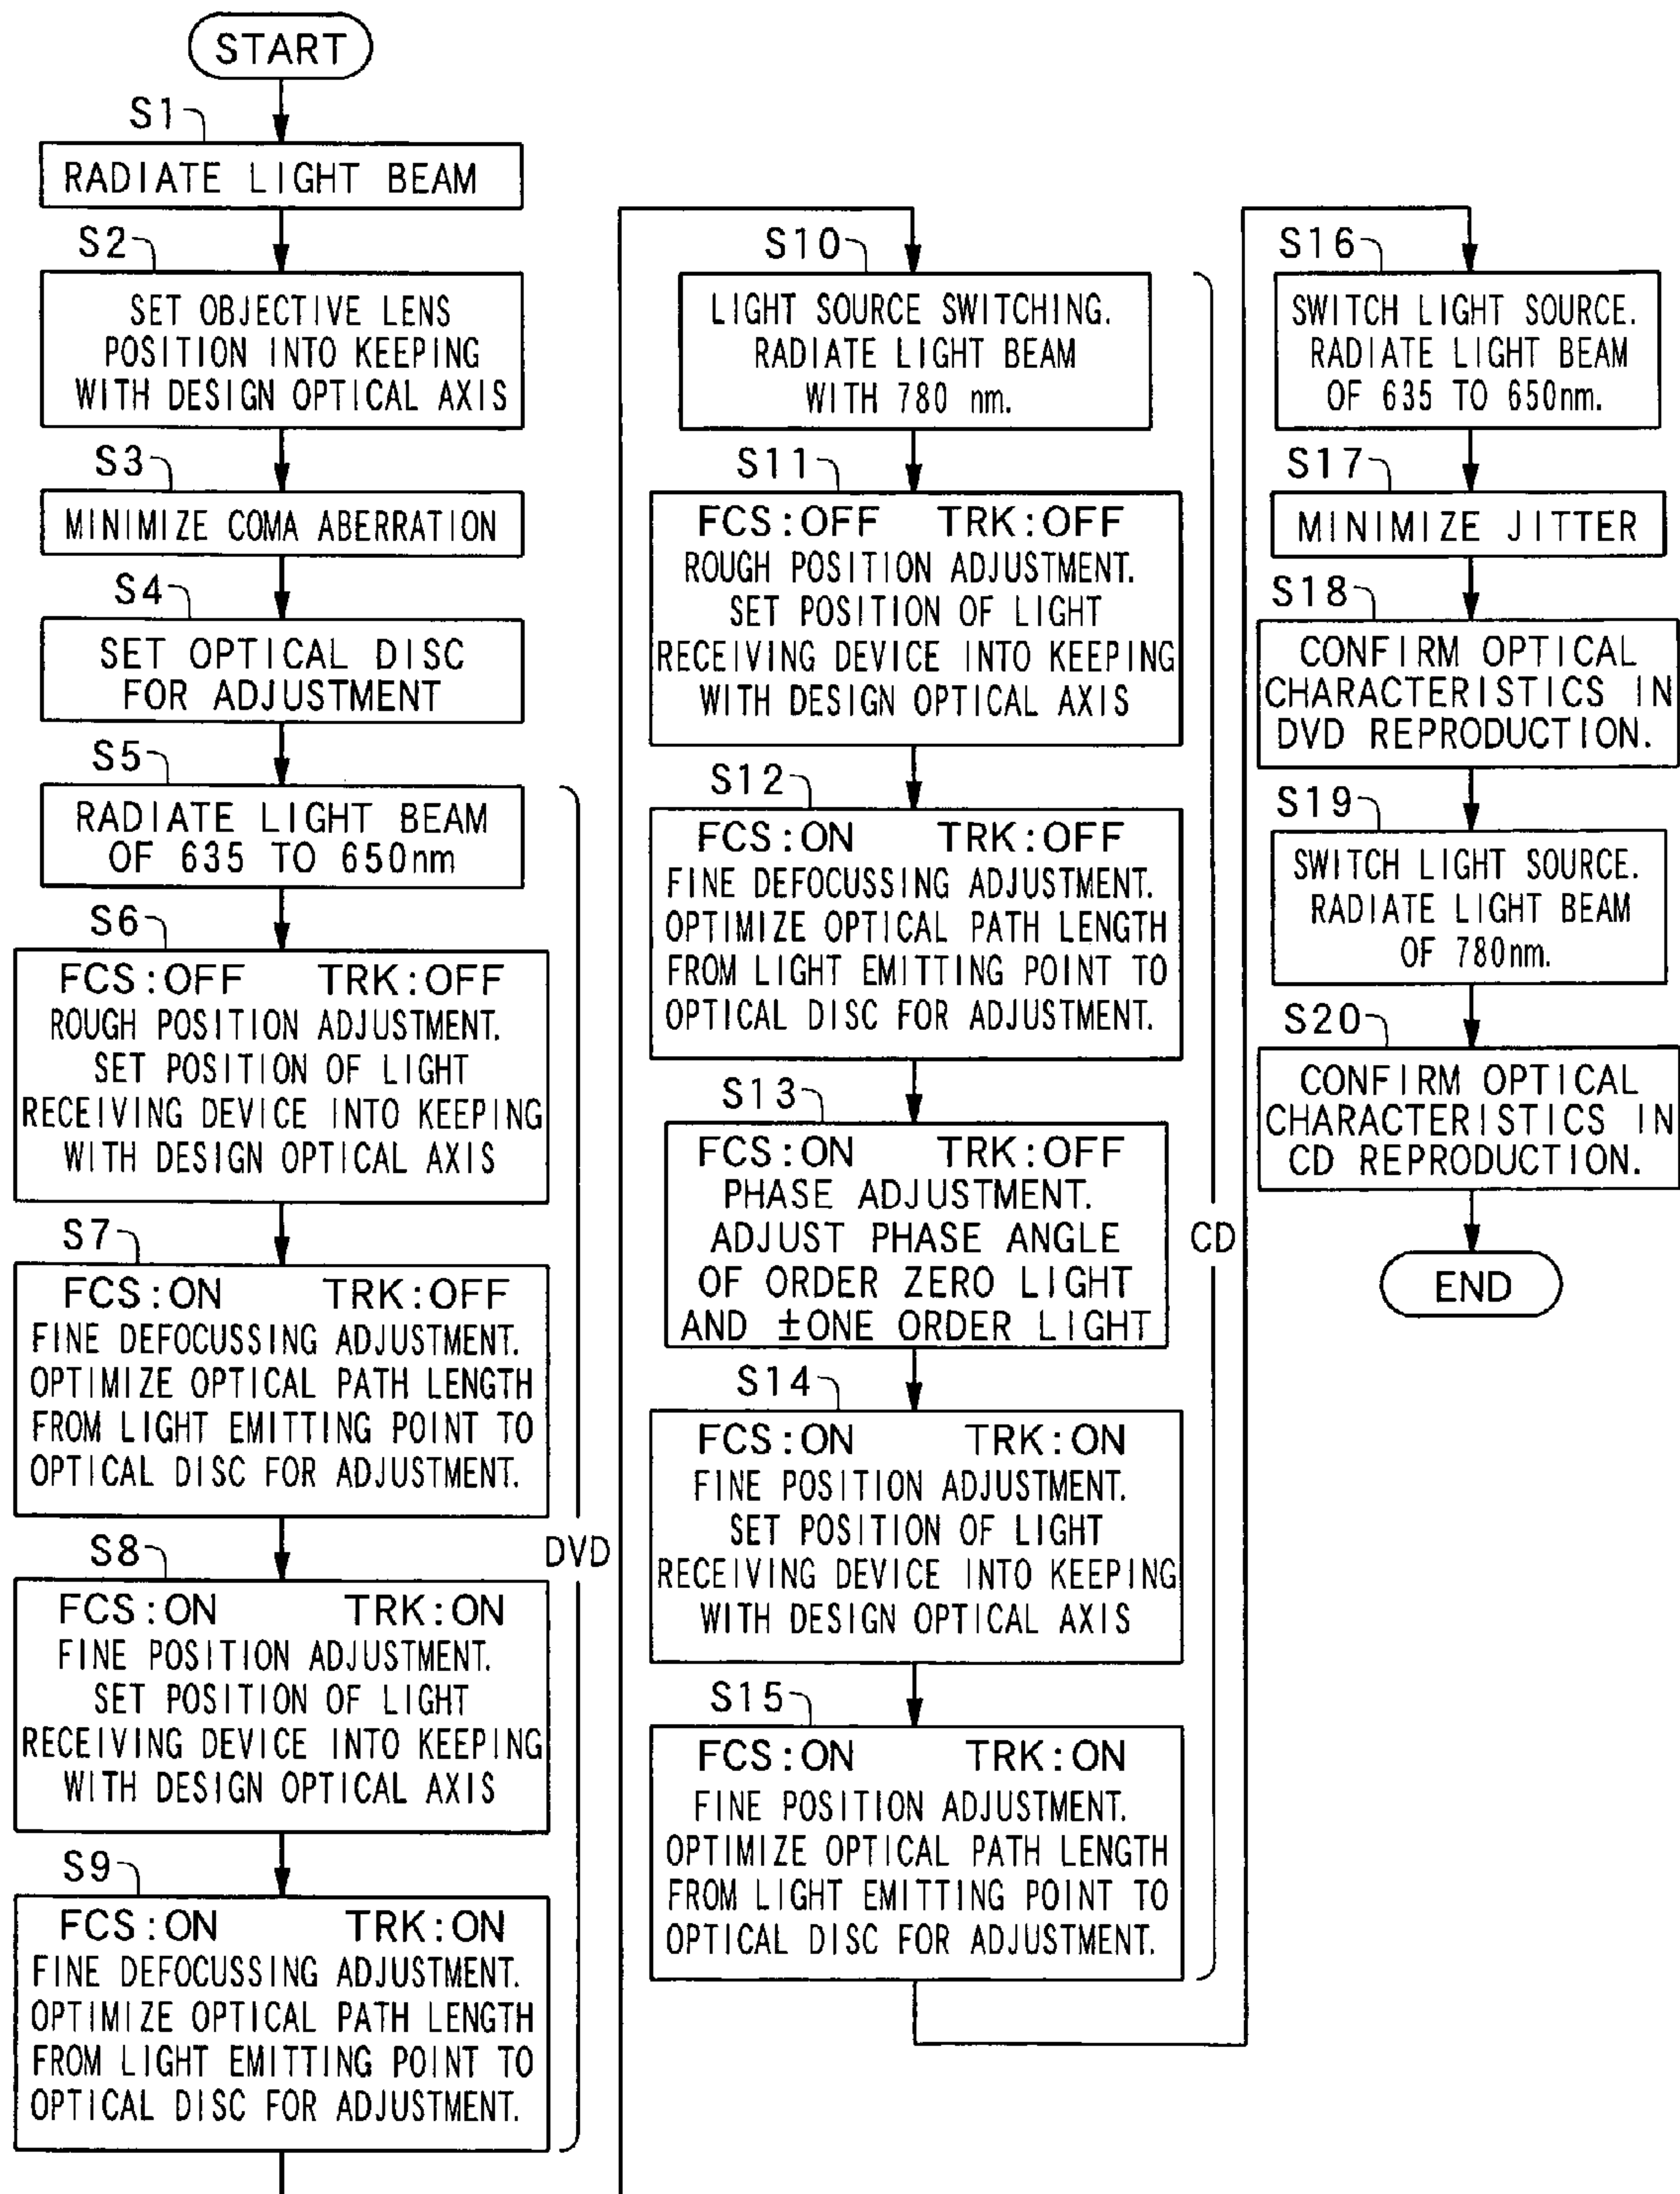 START
S1
RADIATE LIGHT BEAM
S2
SET OBJECTIVE LENS
POSITION INTO KEEPING
WITH DESIGN OPTICAL AXIS
S3
MINIMIZE COMA ABERRATION
S4
SET OPTICAL DISC
FOR ADJUSTMENT
S5
RADIATE LIGHT BEAM
OF 635 TO 650nm
S6
FCS:OFF TRK:OFF
ROUGH POSITION ADJUSTMENT.
SET POSITION OF LIGHT
RECEIVING DEVICE INTO KEEPING
WITH DESIGN OPTICAL AXIS
S7
FCS:ON TRK:OFF
FINE DEFOCUSSING ADJUSTMENT.
OPTIMIZE OPTICAL PATH LENGTH
FROM LIGHT EMITTING POINT TO
OPTICAL DISC FOR ADJUSTMENT.
S8
FCS:ON TRK:ON
FINE POSITION ADJUSTMENT.
SET POSITION OF LIGHT
RECEIVING DEVICE INTO KEEPING
WITH DESIGN OPTICAL AXIS
S9
FCS:ON TRK:ON
FINE DEFOCUSSING ADJUSTMENT.
OPTIMIZE OPTICAL PATH LENGTH
FROM LIGHT EMITTING POINT TO
OPTICAL DISC FOR ADJUSTMENT.
DVD
S10
LIGHT SOURCE SWITCHING.
RADIATE LIGHT BEAM
WITH 780 nm.
S11
FCS:OFF TRK:OFF
ROUGH POSITION ADJUSTMENT.
SET POSITION OF LIGHT
RECEIVING DEVICE INTO KEEPING
WITH DESIGN OPTICAL AXIS
S12
FCS:ON TRK:OFF
FINE DEFOCUSSING ADJUSTMENT.
OPTIMIZE OPTICAL PATH LENGTH
FROM LIGHT EMITTING POINT TO
OPTICAL DISC FOR ADJUSTMENT.
S13
FCS:ON TRK:OFF
PHASE ADJUSTMENT.
ADJUST PHASE ANGLE
OF ORDER ZERO LIGHT
AND ±ONE ORDER LIGHT
S14
FCS:ON TRK:ON
FINE POSITION ADJUSTMENT.
SET POSITION OF LIGHT
RECEIVING DEVICE INTO KEEPING
WITH DESIGN OPTICAL AXIS
S15
FCS:ON TRK:ON
FINE POSITION ADJUSTMENT.
OPTIMIZE OPTICAL PATH LENGTH
FROM LIGHT EMITTING POINT TO
OPTICAL DISC FOR ADJUSTMENT.
CD
S16
SWITCH LIGHT SOURCE.
RADIATE LIGHT BEAM
OF 635 TO 650nm.
S17
MINIMIZE JITTER
S18
CONFIRM OPTICAL
CHARACTERISTICS IN
DVD REPRODUCTION.
S19
SWITCH LIGHT SOURCE.
RADIATE LIGHT BEAM
OF 780nm.
S20
CONFIRM OPTICAL
CHARACTERISTICS IN
CD REPRODUCTION.
END